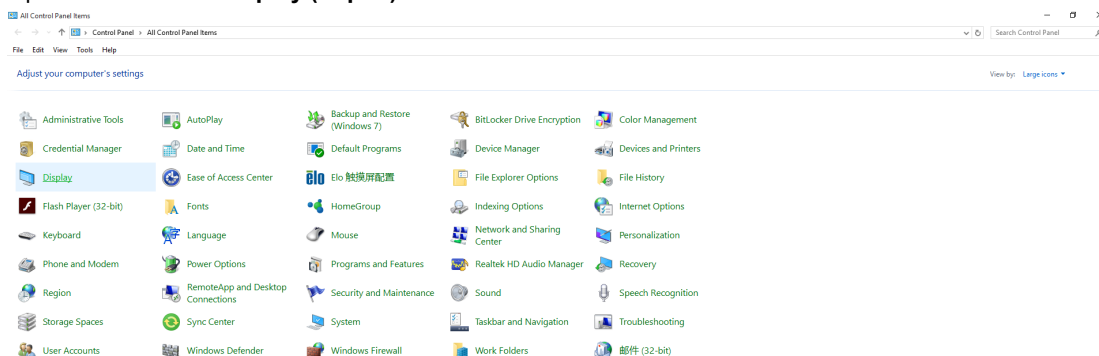 All Control Panel Items
Control Panel > All Control Panel Items
Search Control Panel
File Edit View Tools Help
Adjust your computer's settings
View by: Large icons
Administrative Tools
AutoPlay
Backup and Restore
(Windows 7)
BitLocker Drive Encryption
Color Management
Credential Manager
Date and Time
Default Programs
Device Manager
Devices and Printers
Display
Ease of Access Center
elo Elo 触摸屏配置
File Explorer Options
File History
Flash Player (32-bit)
Fonts
HomeGroup
Indexing Options
Internet Options
Keyboard
Language
Mouse
Network and Sharing
Center
Personalization
Phone and Modem
Power Options
Programs and Features
Realtek HD Audio Manager
Recovery
Region
RemoteApp and Desktop
Connections
Security and Maintenance
Sound
Speech Recognition
Storage Spaces
Sync Center
System
Taskbar and Navigation
Troubleshooting
User Accounts
Windows Defender
Windows Firewall
Work Folders
邮件 (32-bit)